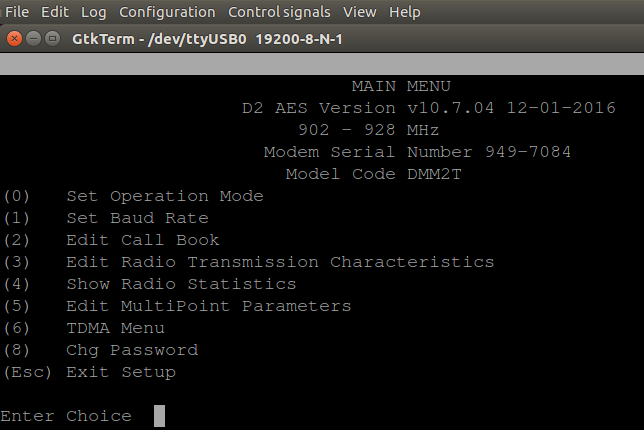 File Edit Log Configuration Control signals View Help
GtkTerm - /dev/ttyUSB0 19200-8-N-1
MAIN MENU
D2 AES Version v10.7.04 12-01-2016
902 - 928 MHz
Modem Serial Number 949-7084
Model Code DMM2T
(0) Set Operation Mode
(1) Set Baud Rate
(2) Edit Call Book
(3) Edit Radio Transmission Characteristics
(4) Show Radio Statistics
(5) Edit MultiPoint Parameters
(6) TDMA Menu
(8) Chg Password
(Esc) Exit Setup
Enter Choice